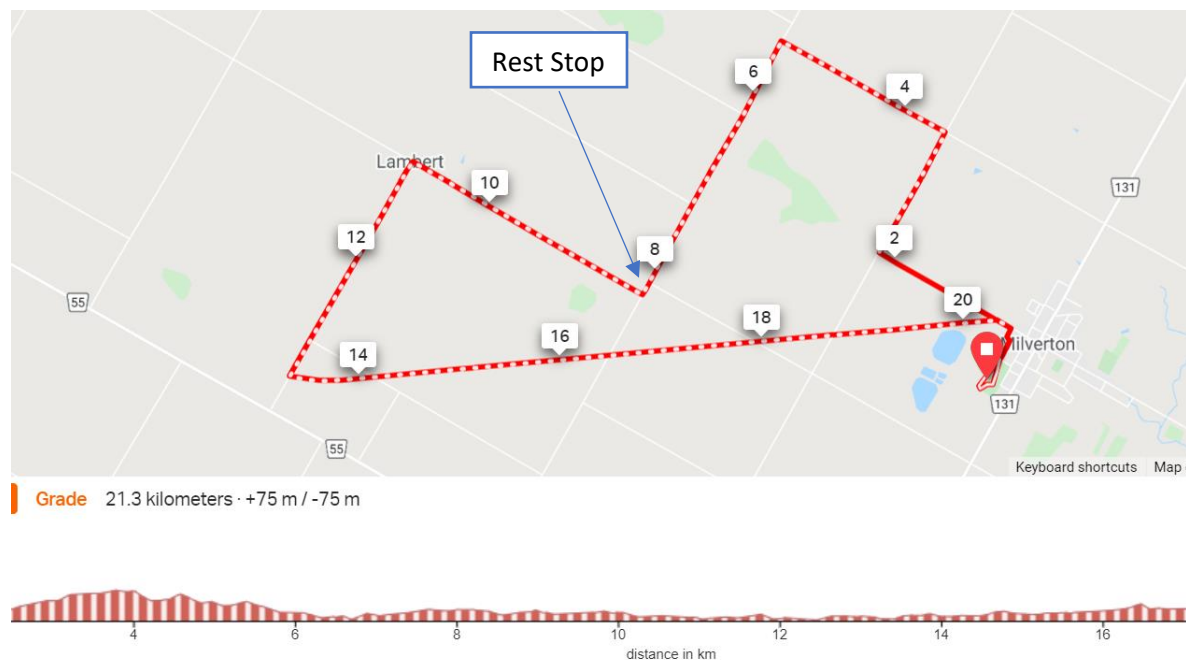 Rest Stop
6
4
Lambert
10
131
12
8
2
55
20
18
14
16
Milverton
131
55
Keyboard shortcuts Map
Grade 21.3 kilometers · +75 m / -75 m
4 6 8 10 12 14 16
distance in km